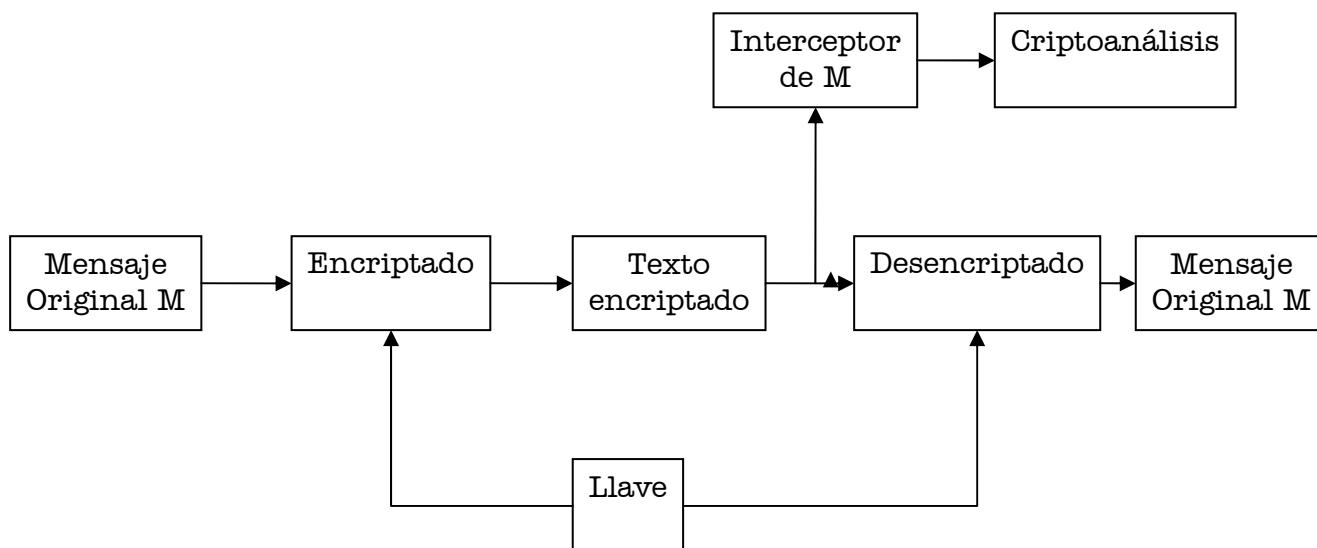 Interceptor
de M
Criptoanálisis
Mensaje
Original M
Encriptado
Texto
encriptado
Desencriptado
Mensaje
Original M
Llave